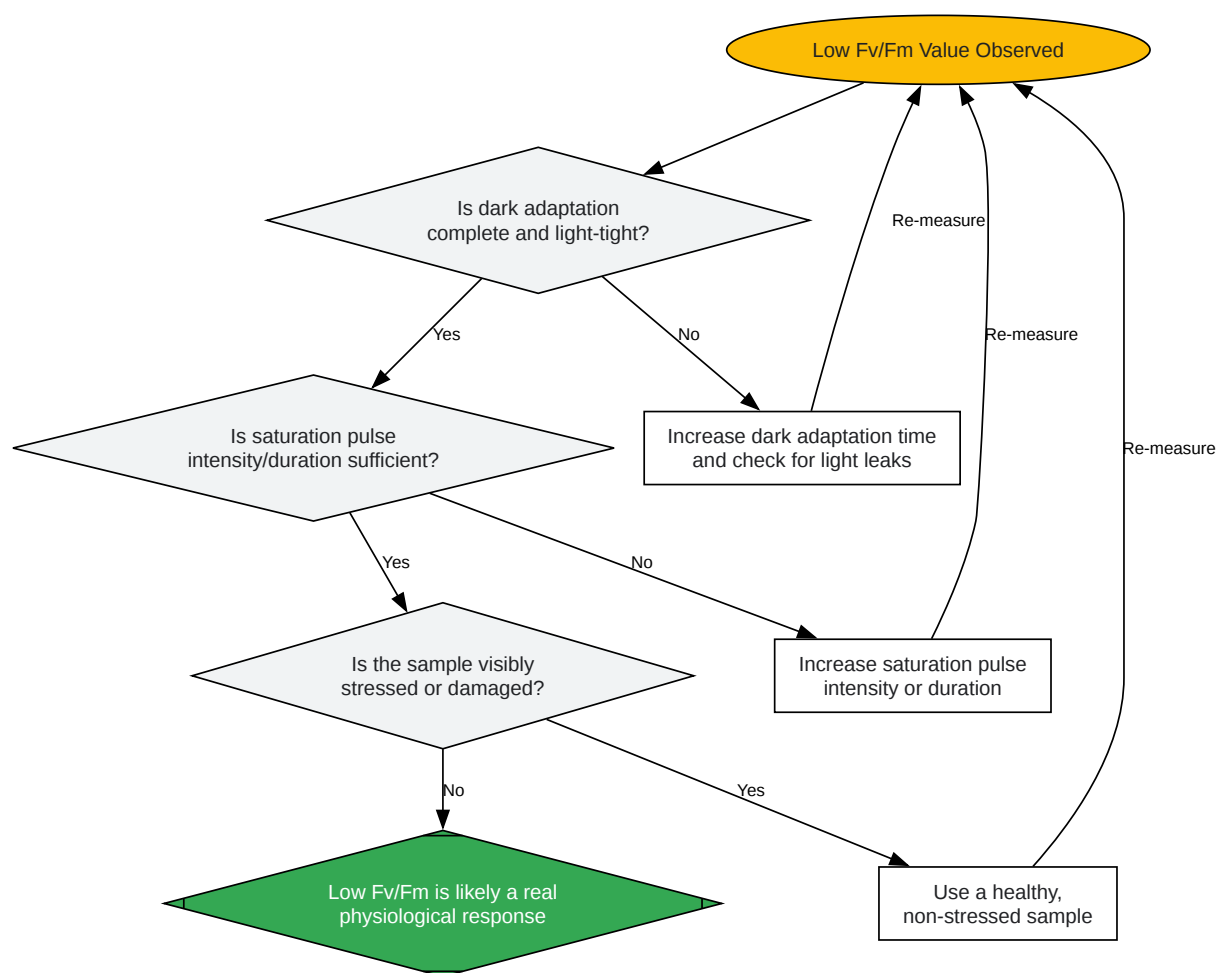 Low Fv/Fm Value Observed
Is dark adaptation
complete and light-tight?
Re-measure
Yes
No
Re-measure
Is saturation pulse
intensity/duration sufficient?
Increase dark adaptation time
and check for light leaks
Re-measure
Yes
No
Is the sample visibly
stressed or damaged?
Increase saturation pulse
intensity or duration
No
Yes
Low Fv/Fm is likely a real
physiological response
Use a healthy,
non-stressed sample